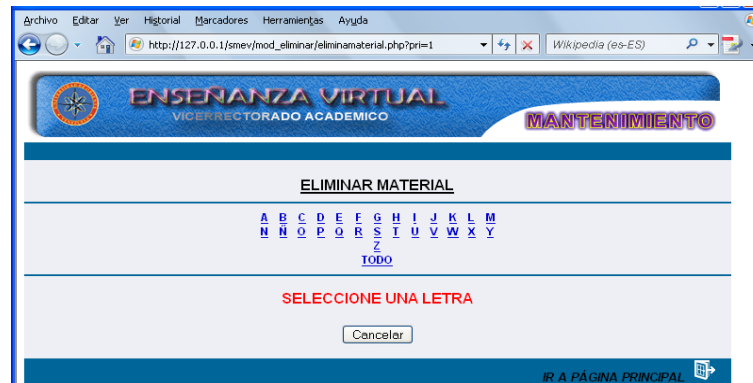 Archivo Editar Ver Historial Marcadores Herramientas Ayuda
http://127.0.0.1/smev/mod_eliminar/eliminamaterial.php?pri=1 Wikipedia (es-ES)
ENSEÑANZA VIRTUAL
VICERRECTORADO ACADEMICO
MANTENIMIENTO
ELIMINAR MATERIAL
A B C D E F G H I J K L M
N Ñ O P Q R S T U V W X Y
Z
TODO
SELECCIONE UNA LETRA
Cancelar
IR A PÁGINA PRINCIPAL